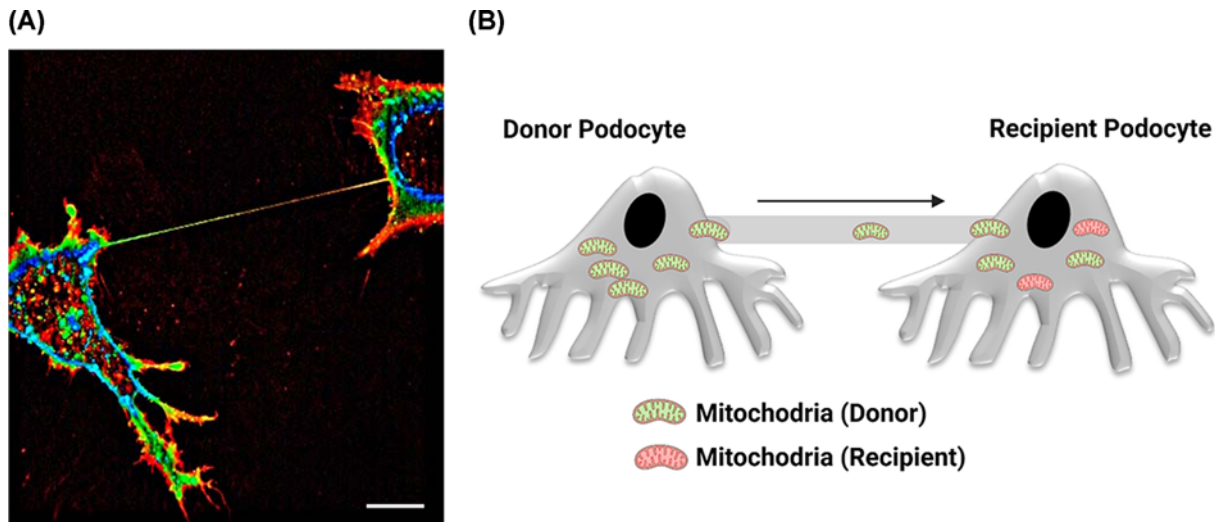 (A)
(B)
Donor Podocyte
Recipient Podocyte
Mitochodria (Donor)
Mitochodria (Recipient)